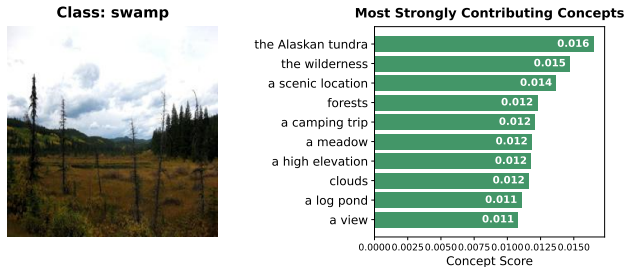 Class: swamp
Most Strongly Contributing Concepts
the Alaskan tundra 0.016
the wilderness 0.015
a scenic location 0.014
forests 0.012
a camping trip 0.012
a meadow 0.012
a high elevation 0.012
clouds 0.012
a log pond 0.011
a view 0.011
0.0000 0.0025 0.0050 0.0075 0.0100 0.0125 0.0150
Concept Score